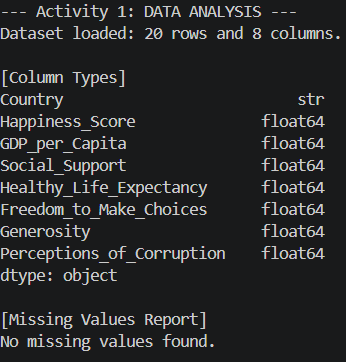 --- Activity 1: DATA ANALYSIS ---
Dataset loaded: 20 rows and 8 columns.

[Column Types]
Country                         str
Happiness_Score             float64
GDP_per_Capita              float64
Social_Support              float64
Healthy_Life_Expectancy     float64
Freedom_to_Make_Choices     float64
Generosity                  float64
Perceptions_of_Corruption   float64
dtype: object

[Missing Values Report]
No missing values found.